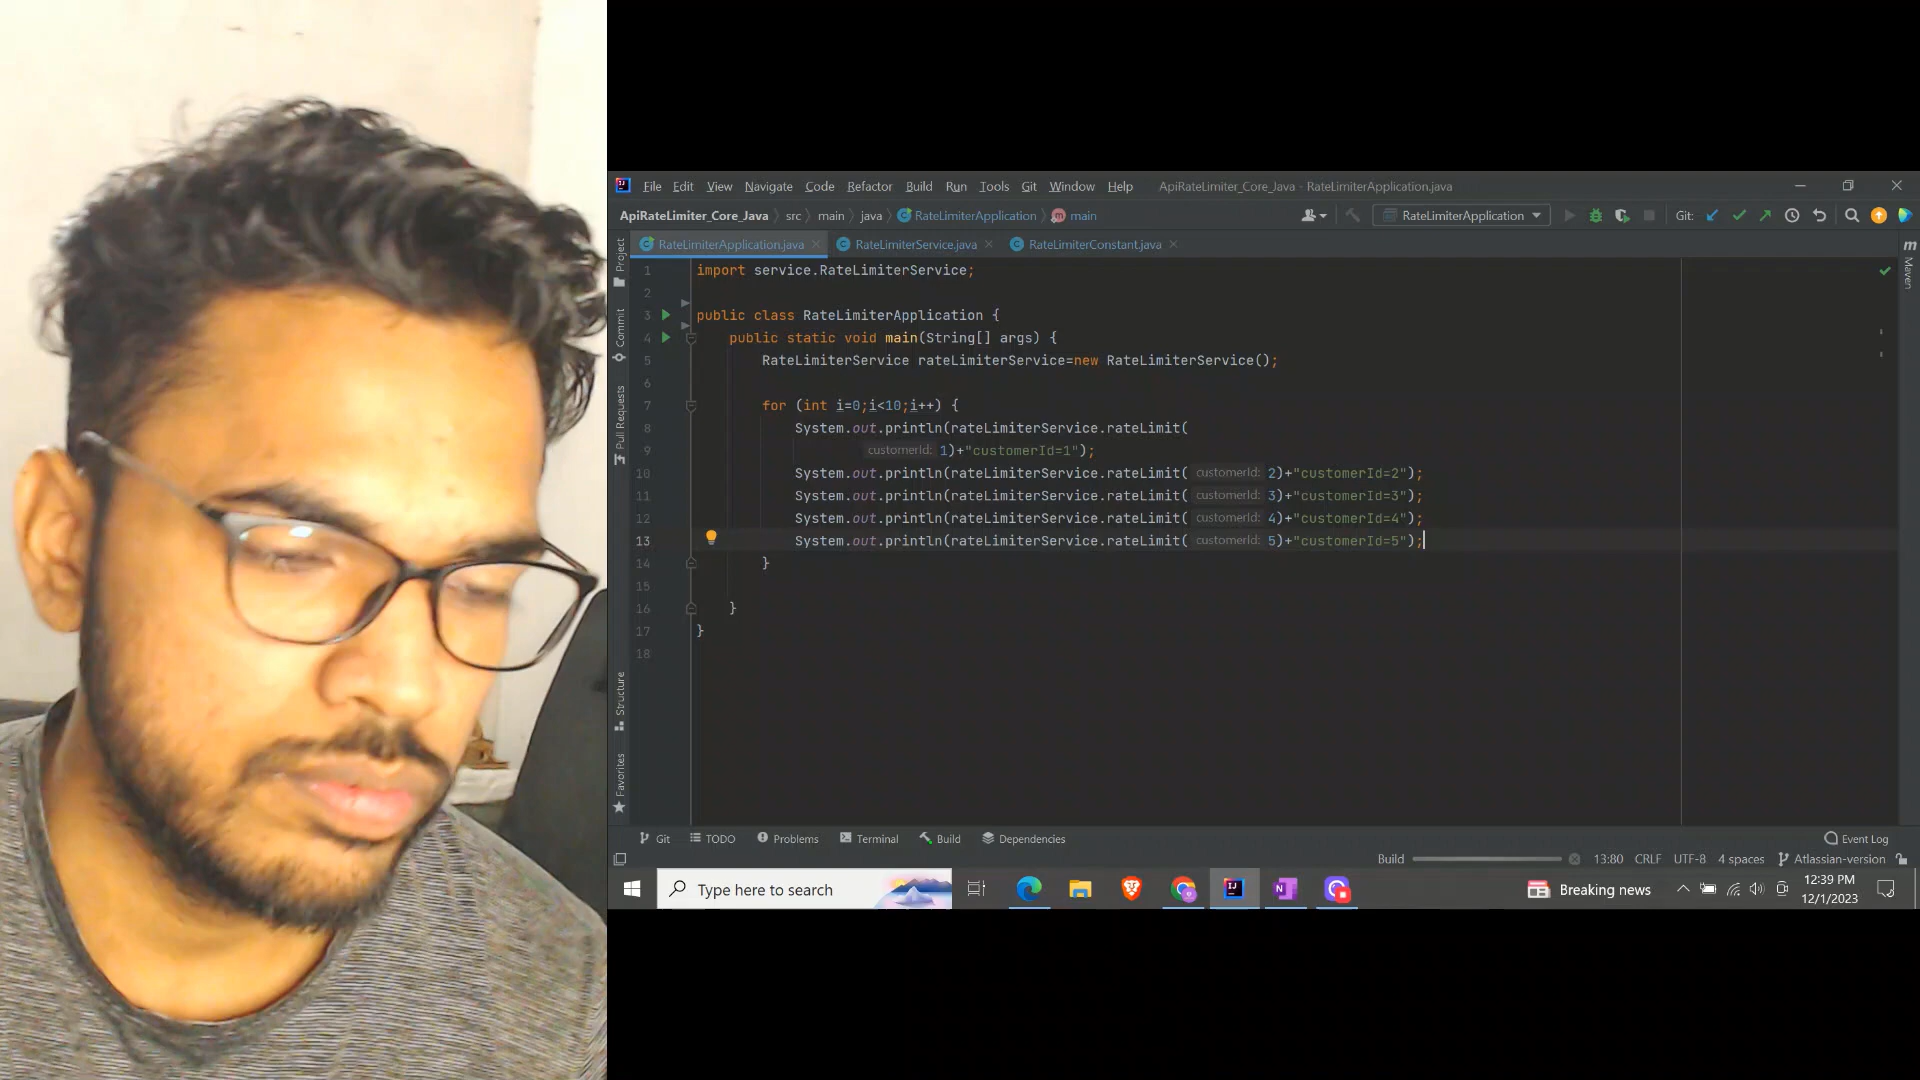 File Edit View Navigate Code Refactor Build Run Tools Git Window Help ApiRateLimiter_Core_Java - RateLimiterApplication.java
ApiRateLimiter_Core_Java src main java RateLimiterApplication main RateLimiterApplication Git:
RateLimiterApplication.java RateLimiterService.java RateLimiterConstant.java
Project
Commit
Pull Requests
Structure
Favorites
Maven
1 import service.RateLimiterService;
2
3 public class RateLimiterApplication {
4 public static void main(String[] args) {
5 RateLimiterService rateLimiterService=new RateLimiterService();
6
7 for (int i=0;i<10;i++) {
8 System.out.println(rateLimiterService.rateLimit(
9 customerId: 1)+"customerId=1");
10 System.out.println(rateLimiterService.rateLimit( customerId: 2)+"customerId=2");
11 System.out.println(rateLimiterService.rateLimit( customerId: 3)+"customerId=3");
12 System.out.println(rateLimiterService.rateLimit( customerId: 4)+"customerId=4");
13 System.out.println(rateLimiterService.rateLimit( customerId: 5)+"customerId=5");
14 }
15
16 }
17 }
18
Git TODO Problems Terminal Build Dependencies Event Log
Build 13:80 CRLF UTF-8 4 spaces Atlassian-version
Type here to search Breaking news 12:39 PM
12/1/2023